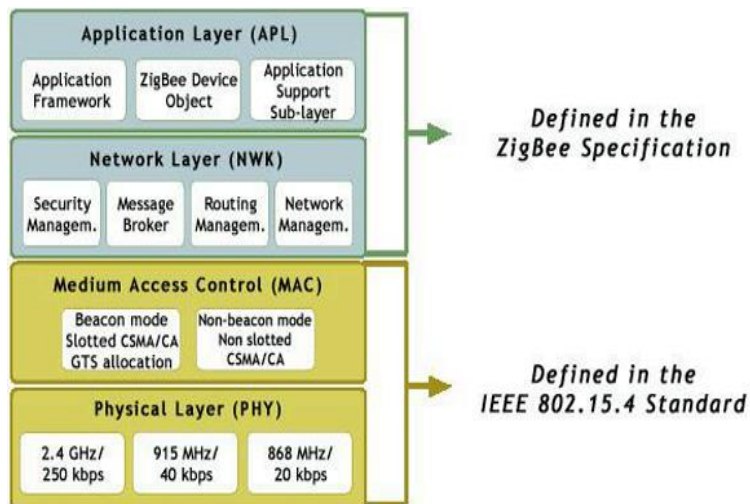 Application Layer (APL)
Application
Framework
ZigBee Device
Object
Application
Support
Sub-layer
Defined in the
ZigBee Specification
Network Layer (NWK)
Security
Managem.
Message
Broker
Routing
Managem.
Network
Managem.
Medium Access Control (MAC)
Beacon mode
Slotted CSMA/CA
GTS allocation
Non-beacon mode
Non slotted
CSMA/CA
Defined in the
IEEE 802.15.4 Standard
Physical Layer (PHY)
2.4 GHz/
250 kbps
915 MHz/
40 kbps
868 MHz/
20 kbps